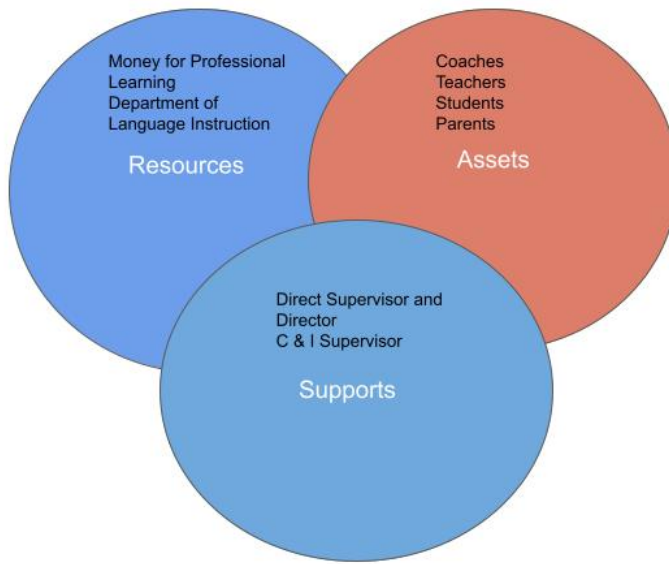 Money for Professional
Learning
Department of
Language Instruction
Resources
Coaches
Teachers
Students
Parents
Assets
Direct Supervisor and
Director
C & I Supervisor
Supports